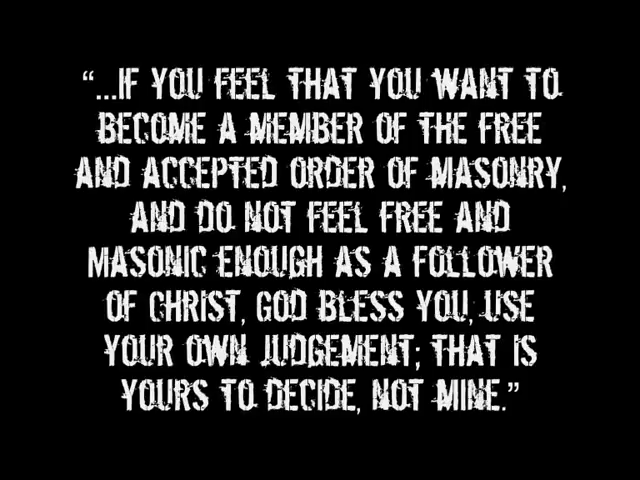 “...IF YOU FEEL THAT YOU WANT TO
BECOME A MEMBER OF THE FREE
AND ACCEPTED ORDER OF MASONRY,
AND DO NOT FEEL FREE AND
MASONIC ENOUGH AS A FOLLOWER
OF CHRIST, GOD BLESS YOU, USE
YOUR OWN JUDGEMENT; THAT IS
YOURS TO DECIDE, NOT MINE.”